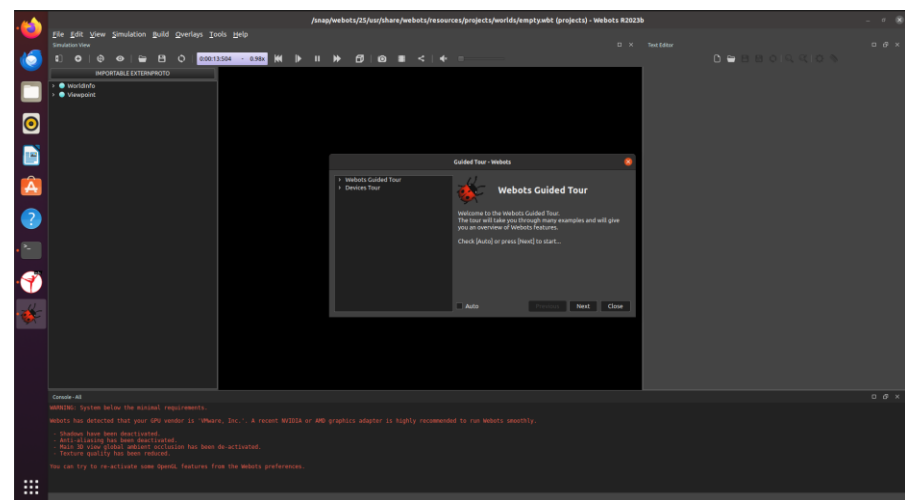 /snap/webots/25/usr/share/webots/resources/projects/worlds/empty.wbt (projects) - Webots R2023b
File Edit View Simulation Build Overlays Tools Help
Simulation View
Text Editor
0:00:13:504 - 0.98x
IMPORTABLE EXTERNPROTO
WorldInfo
Viewpoint
Guided Tour - Webots
Webots Guided Tour
Devices Tour
Webots Guided Tour
Welcome to the Webots Guided Tour.
The tour will take you through many examples and will give
you an overview of Webots features.
Check [Auto] or press [Next] to start...
Auto
Previous
Next
Close
Console - All
WARNING: System below the minimal requirements.
Webots has detected that your GPU vendor is 'VMware, Inc.'. A recent NVIDIA or AMD graphics adapter is highly recommended to run Webots smoothly.
- Shadows have been deactivated.
- Anti-aliasing has been deactivated.
- Main 3D view global ambient occlusion has been de-activated.
- Texture quality has been reduced.
You can try to re-activate some OpenGL features from the Webots preferences.